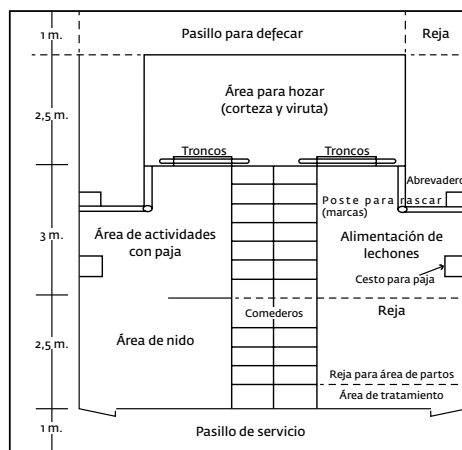 1 m.
Pasillo para defecar
Reja
2,5 m.
Área para hozar
(corteza y viruta)
Troncos
Troncos
Abrevadero
Poste para rascar
(marcas)
3 m.
Área de actividades
con paja
Alimentación de
lechones
Cesto para paja
Comederos
Reja
2,5 m.
Área de nido
Reja para área de partos
Área de tratamiento
1 m.
Pasillo de servicio